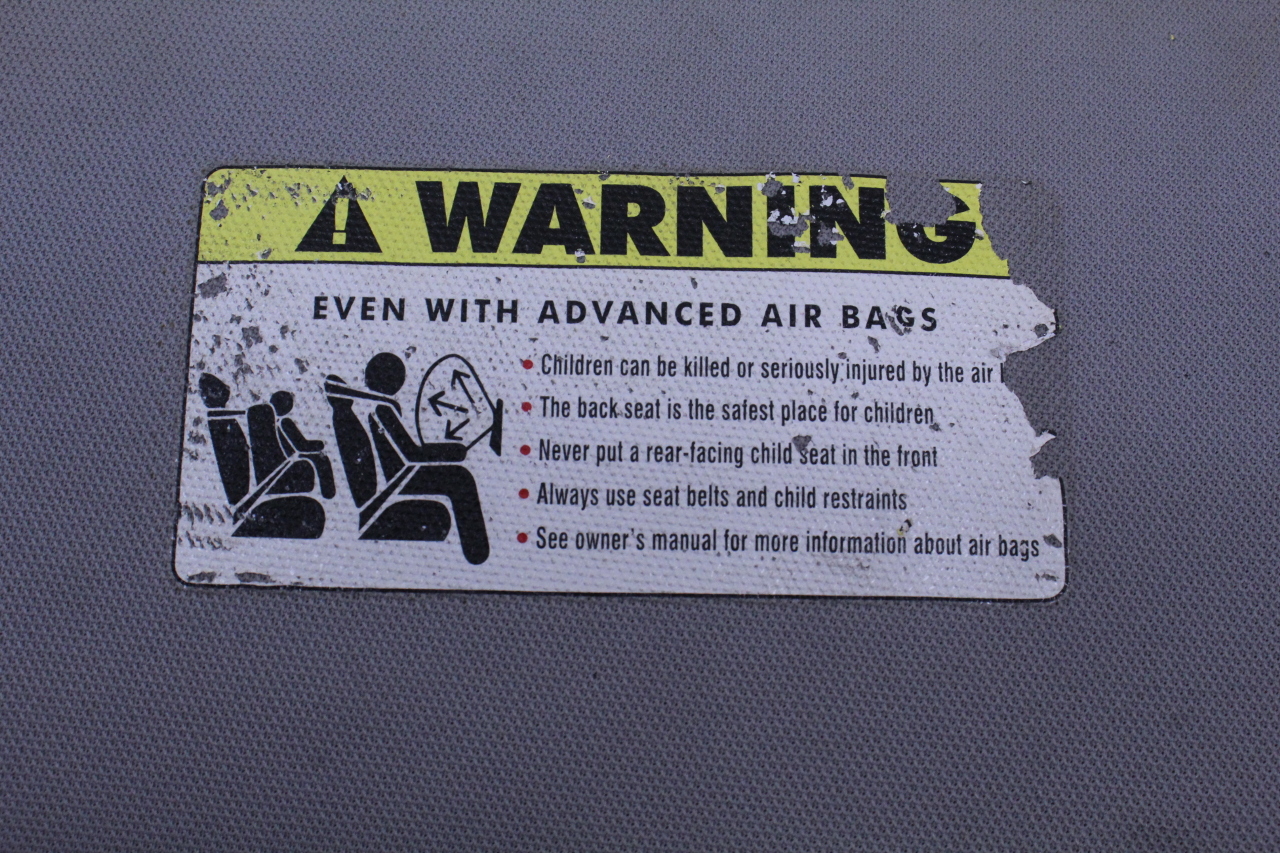 WARNING
EVEN WITH ADVANCED AIR BAGS
• Children can be killed or seriously injured by the air
• The back seat is the safest place for children
• Never put a rear-facing child seat in the front
• Always use seat belts and child restraints
• See owner's manual for more information about air bags